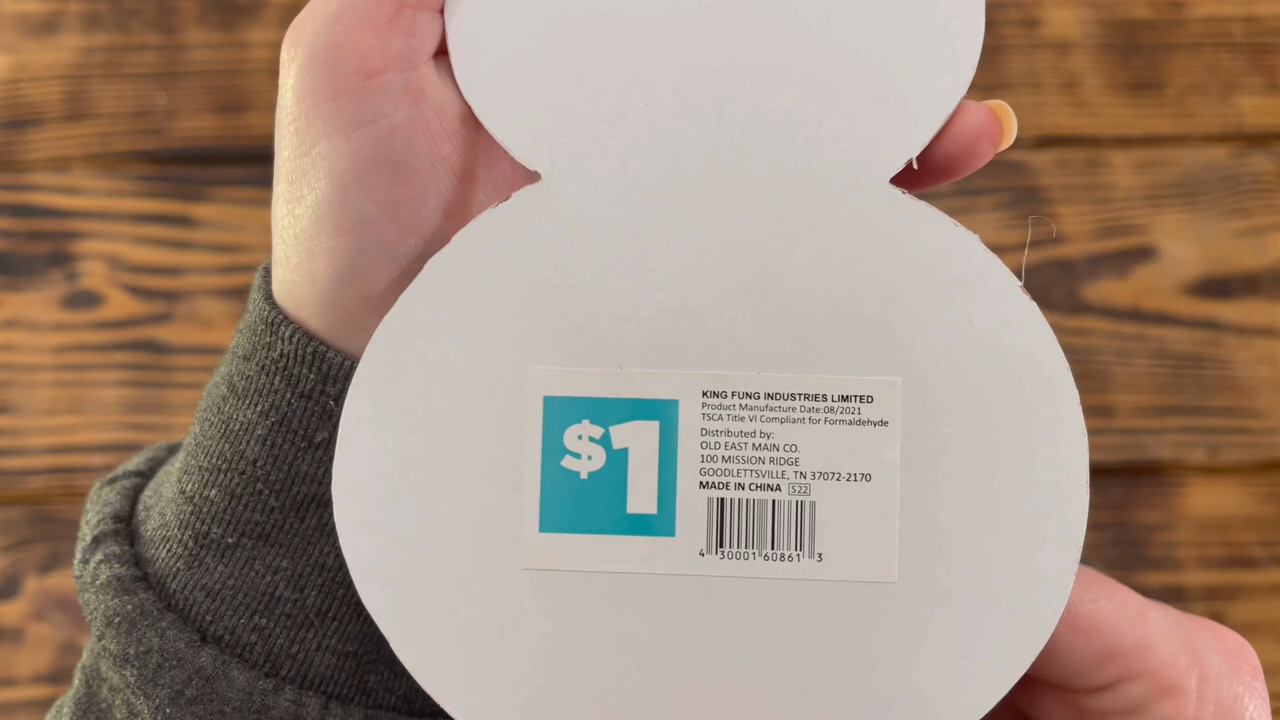 $1
KING FUNG INDUSTRIES LIMITED
Product Manufacture Date:08/2021
TSCA Title VI Compliant for Formaldehyde
Distributed by:
OLD EAST MAIN CO.
100 MISSION RIDGE
GOODLETTSVILLE, TN 37072-2170
MADE IN CHINA S22
4 30001 60861 3